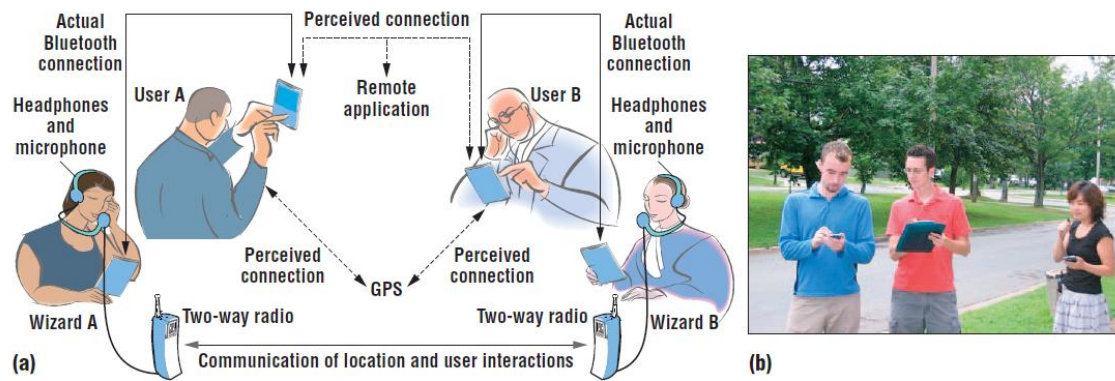 Actual
Bluetooth
connection
Perceived connection
Actual
Bluetooth
connection
User A
Remote
application
User B
Headphones
and
microphone
Headphones
and
microphone
Perceived
connection
Perceived
connection
GPS
Wizard A
Two-way radio
Two-way radio
Wizard B
Communication of location and user interactions
(a)
(b)